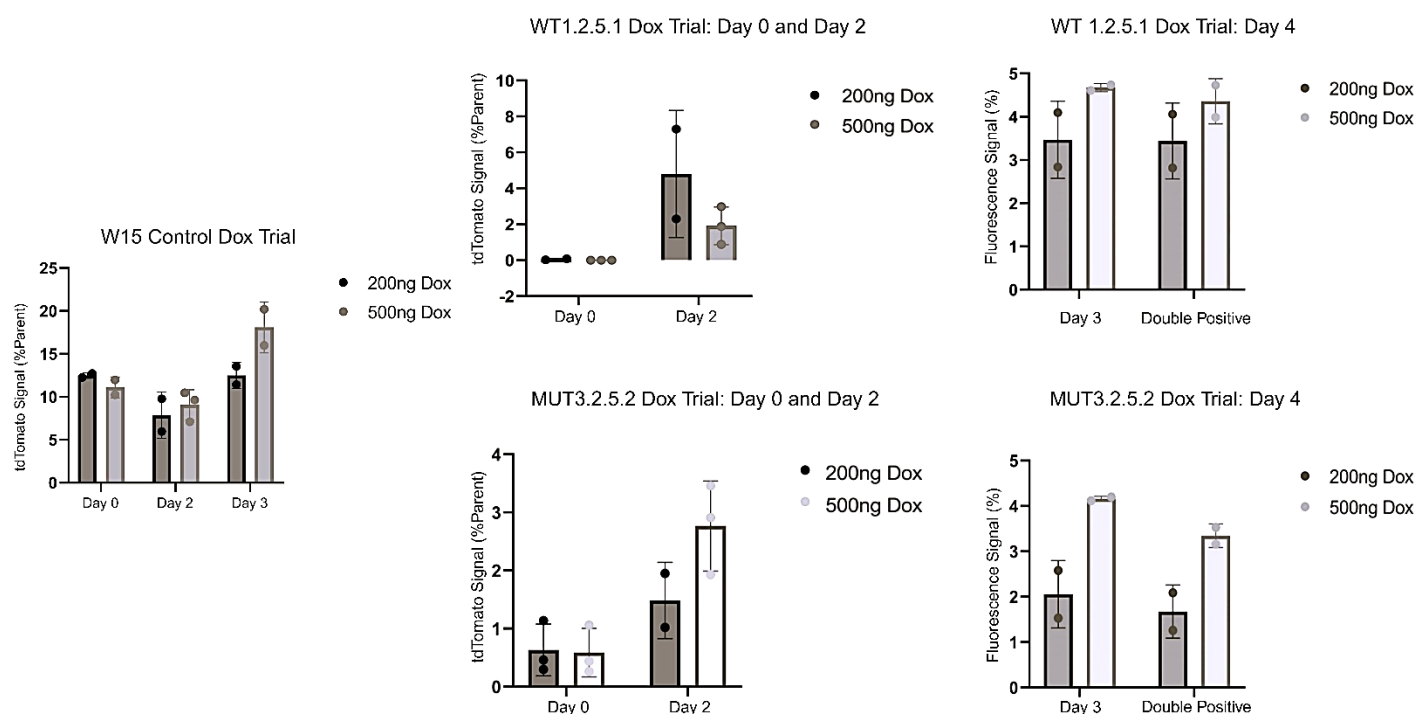 W15 Control Dox Trial
tdTomato Signal (%Parent)
25
20
15
10
5
0
Day 0
Day 2
Day 3
200ng Dox
500ng Dox
WT1.2.5.1 Dox Trial: Day 0 and Day 2
tdTomato Signal (%Parent)
10
8
6
4
2
0
-2
Day 0
Day 2
200ng Dox
500ng Dox
WT 1.2.5.1 Dox Trial: Day 4
Fluorescence Signal (%)
5
4
3
2
1
0
Day 3
Double Positive
200ng Dox
500ng Dox
MUT3.2.5.2 Dox Trial: Day 0 and Day 2
tdTomato Signal (%Parent)
4
3
2
1
0
Day 0
Day 2
200ng Dox
500ng Dox
MUT3.2.5.2 Dox Trial: Day 4
Fluorescence Signal (%)
5
4
3
2
1
0
Day 3
Double Positive
200ng Dox
500ng Dox